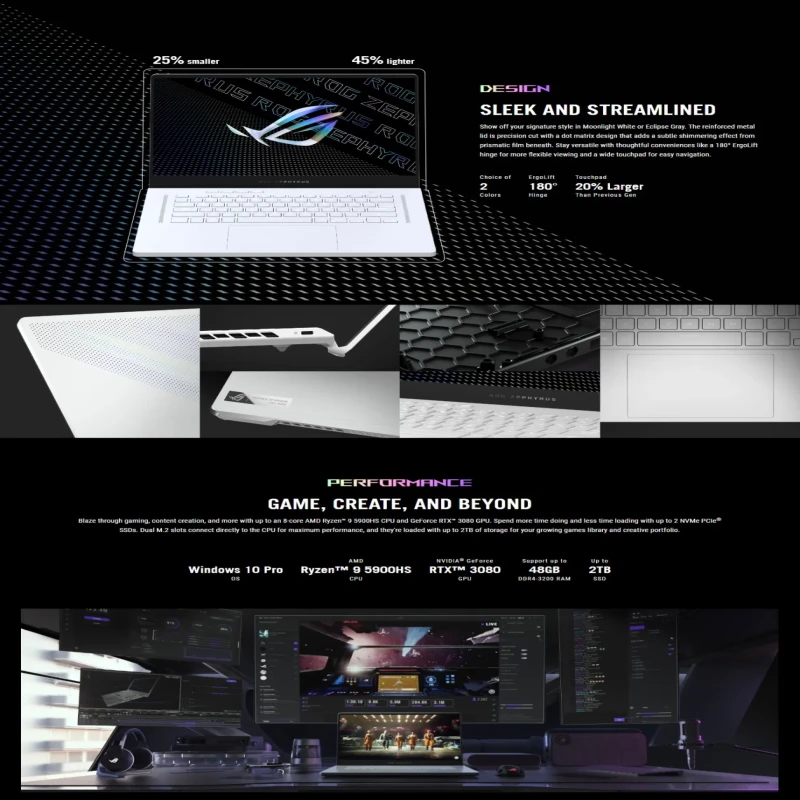 25% smaller
45% lighter
DESIGN
SLEEK AND STREAMLINED
Show off your signature style in Moonlight White or Eclipse Gray. The reinforced metal
lid is precision cut with a dot matrix design that adds a subtle shimmering effect from
prismatic film beneath. Stay versatile with thoughtful conveniences like a 180° ErgoLift
hinge for more flexible viewing and a wide touchpad for easy navigation.
Choice of
2
Colors
ErgoLift
180°
Hinge
Touchpad
20% Larger
Than Previous Gen
ROG ZEPHYRUS
PERFORMANCE
GAME, CREATE, AND BEYOND
Blaze through gaming, content creation, and more with up to an 8-core AMD Ryzen™ 9 5900HS CPU and GeForce RTX™ 3080 GPU. Spend more time doing and less time loading with up to 2 NVMe PCIe®
SSDs. Dual M.2 slots connect directly to the CPU for maximum performance, and they're loaded with up to 2TB of storage for your growing games library and creative portfolio.
Windows 10 Pro
OS
AMD
Ryzen™ 9 5900HS
CPU
NVIDIA® GeForce
RTX™ 3080
GPU
Support up to
48GB
DDR4-3200 RAM
Up to
2TB
SSD
LIVE